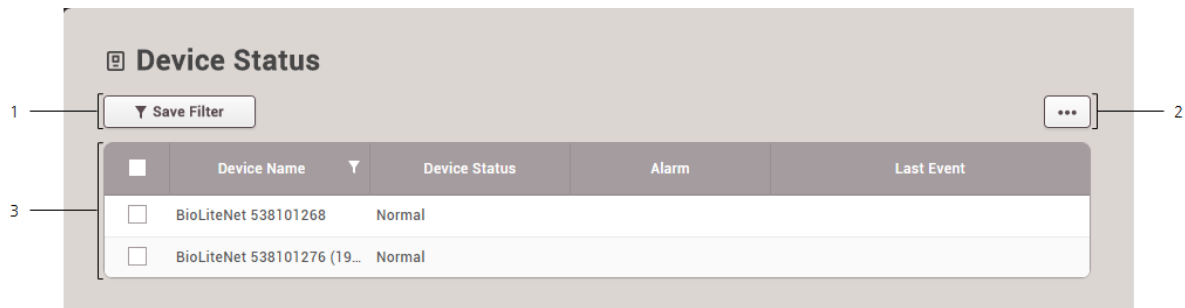 Device Status
1
Save Filter
•••
2
Device Name
Device Status
Alarm
Last Event
3
BioLiteNet 538101268
Normal
BioLiteNet 538101276 (19...
Normal